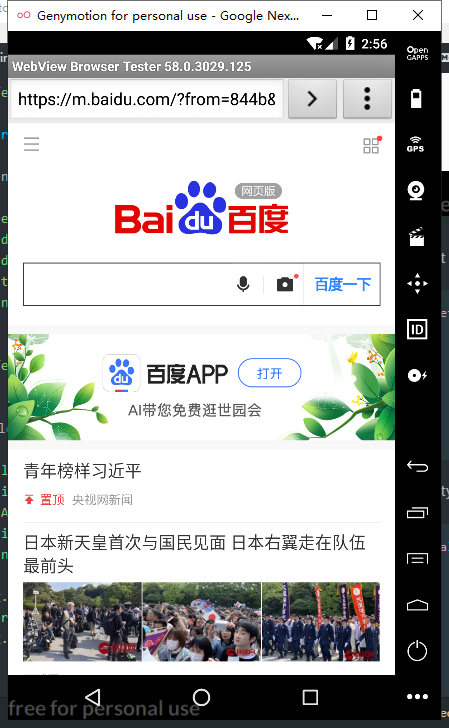 Genymotion for personal use - Google Nex...
2:56
WebView Browser Tester 58.0.3029.125
https://m.baidu.com/?from=844b&
网页版
Bai du 百度
百度一下
du 百度APP 打开
AI带您免费逛世园会
青年榜样习近平
置顶 央视网新闻
日本新天皇首次与国民见面 日本右翼走在队伍
最前头
Open
GAPPS
GPS
ID
free for personal use